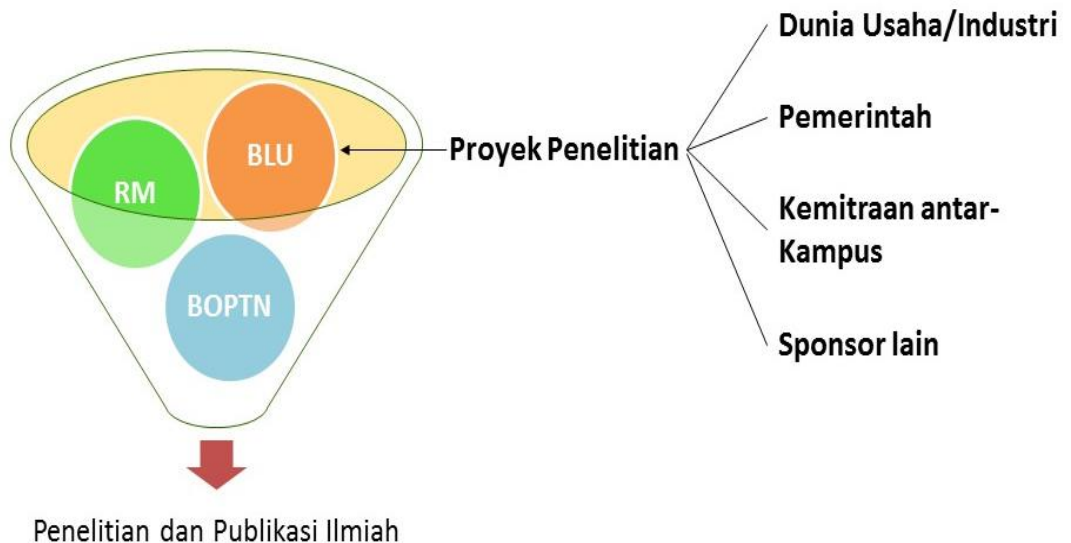 Dunia Usaha/Industri
BLU
Proyek Penelitian
Pemerintah
RM
Kemitraan antar-
Kampus
BOPTN
Sponsor lain
Penelitian dan Publikasi Ilmiah